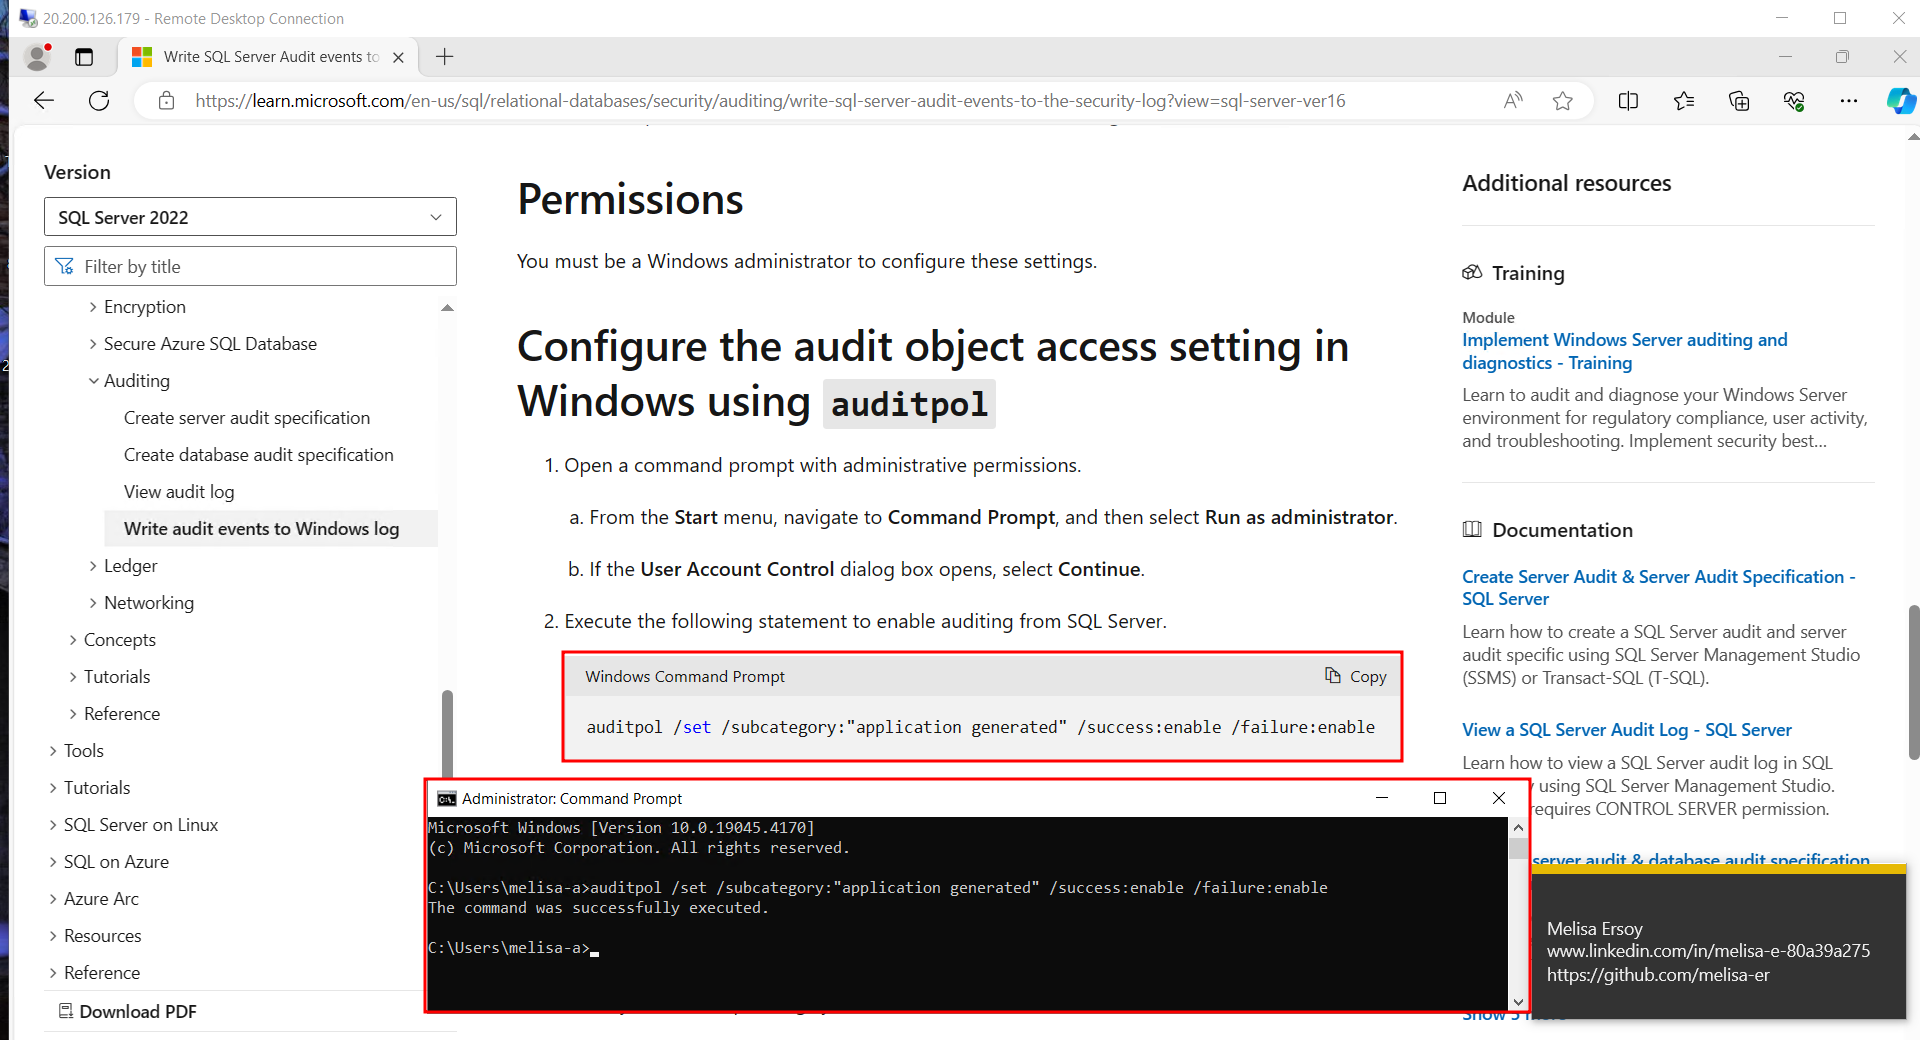 20.200.126.179 - Remote Desktop Connection
Write SQL Server Audit events to
https://learn.microsoft.com/en-us/sql/relational-databases/security/auditing/write-sql-server-audit-events-to-the-security-log?view=sql-server-ver16
Version
SQL Server 2022
Filter by title
Encryption
Secure Azure SQL Database
Auditing
Create server audit specification
Create database audit specification
View audit log
Write audit events to Windows log
Ledger
Networking
Concepts
Tutorials
Reference
Tools
Tutorials
SQL Server on Linux
SQL on Azure
Azure Arc
Resources
Reference
Download PDF
Permissions
You must be a Windows administrator to configure these settings.
Configure the audit object access setting in
Windows using auditpol
1. Open a command prompt with administrative permissions.
a. From the Start menu, navigate to Command Prompt, and then select Run as administrator.
b. If the User Account Control dialog box opens, select Continue.
2. Execute the following statement to enable auditing from SQL Server.
Windows Command Prompt
Copy
auditpol /set /subcategory:"application generated" /success:enable /failure:enable
Administrator: Command Prompt
Microsoft Windows [Version 10.0.19045.4170]
(c) Microsoft Corporation. All rights reserved.
C:\Users\melisa-a>auditpol /set /subcategory:"application generated" /success:enable /failure:enable
The command was successfully executed.
C:\Users\melisa-a>
Additional resources
Training
Module
Implement Windows Server auditing and
diagnostics - Training
Learn to audit and diagnose your Windows Server
environment for regulatory compliance, user activity,
and troubleshooting. Implement security best...
Documentation
Create Server Audit & Server Audit Specification -
SQL Server
Learn how to create a SQL Server audit and server
audit specific using SQL Server Management Studio
(SSMS) or Transact-SQL (T-SQL).
View a SQL Server Audit Log - SQL Server
Learn how to view a SQL Server audit log in SQL
using SQL Server Management Studio.
requires CONTROL SERVER permission.
server audit & database audit specification
Melisa Ersoy
www.linkedin.com/in/melisa-e-80a39a275
https://github.com/melisa-er
Show 5